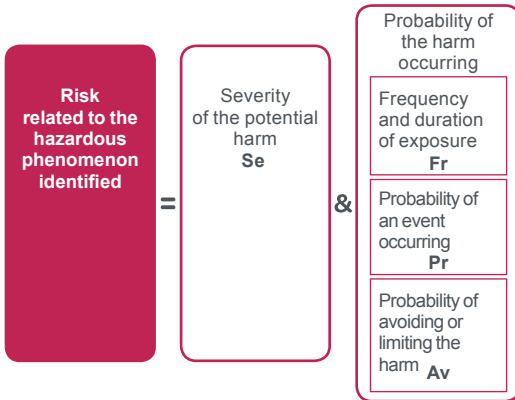 Risk
related to the
hazardous
phenomenon
identified
=
Severity
of the potential
harm
Se
&
Probability of
the harm
occurring
Frequency
and duration
of exposure
Fr
Probability of
an event
occurring
Pr
Probability of
avoiding or
limiting the
harm Av